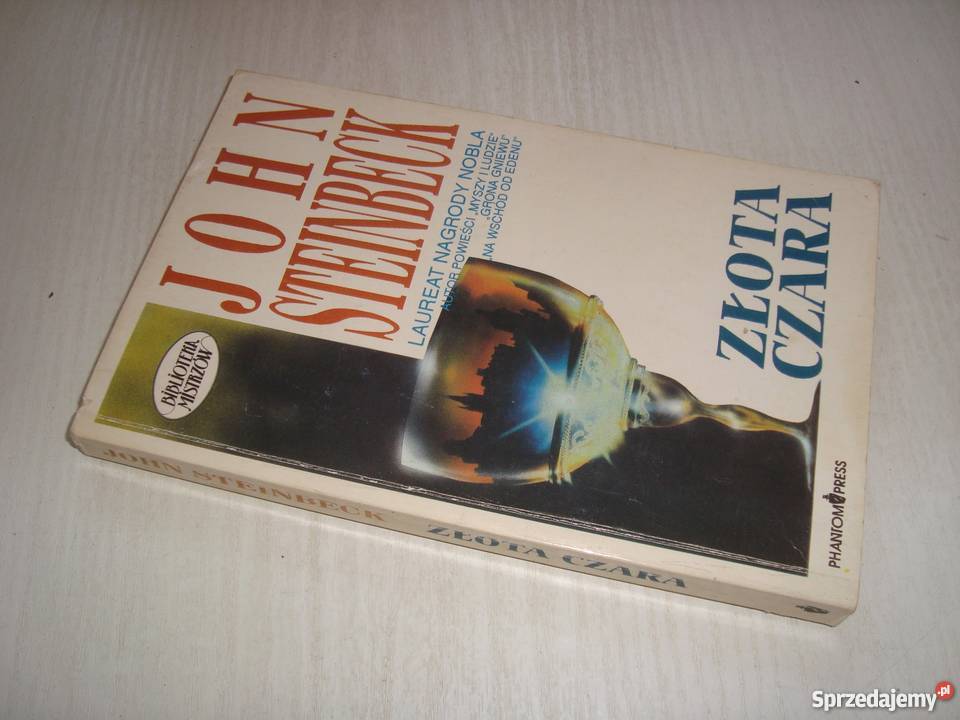 JOHN
STEINBECK
LAUREAT NAGRODY NOBLA
AUTOR POWIEŚCI „MYSZY I LUDZIE"
"GRONA GNIEWU"
„NA WSCHÓD OD EDENU"
ZŁOTA
CZARA
BIBLIOTEKA
MISTRZÓW
PHANTOM PRESS
JOHN STEINBECK ZŁOTA CZARA
Sprzedajemy.pl